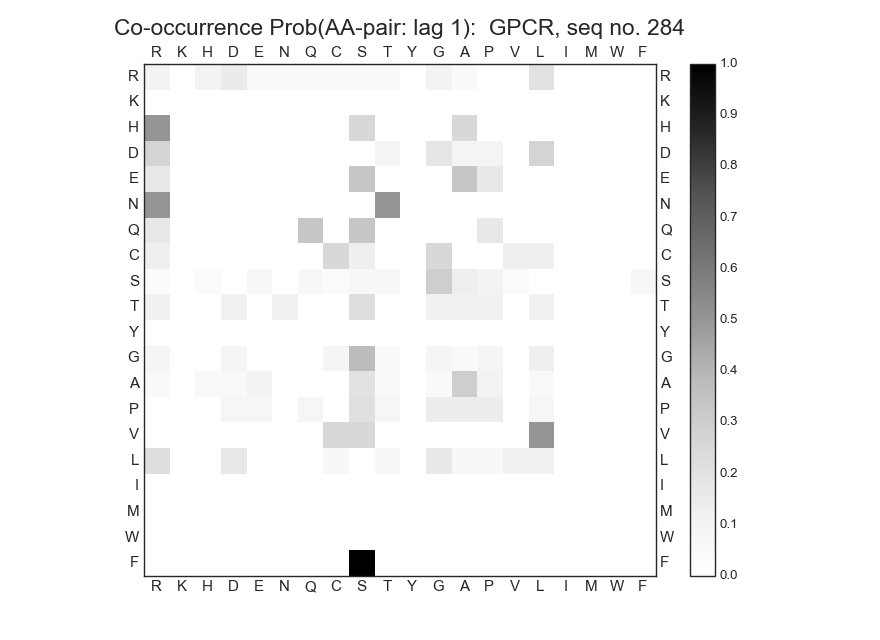 Co-occurrence Prob(AA-pair: lag 1):  GPCR, seq no. 284
R K H D E N Q C S T Y G A P V L I M W F
1.0
R R
K K
0.9
H H
D D
0.8
E E
N N
0.7
Q Q
0.6
C C
S S
0.5
T T
Y Y
0.4
G G
A A
0.3
P P
V V
L L
0.2
I I
M M
0.1
W W
F F
0.0
R K H D E N Q C S T Y G A P V L I M W F